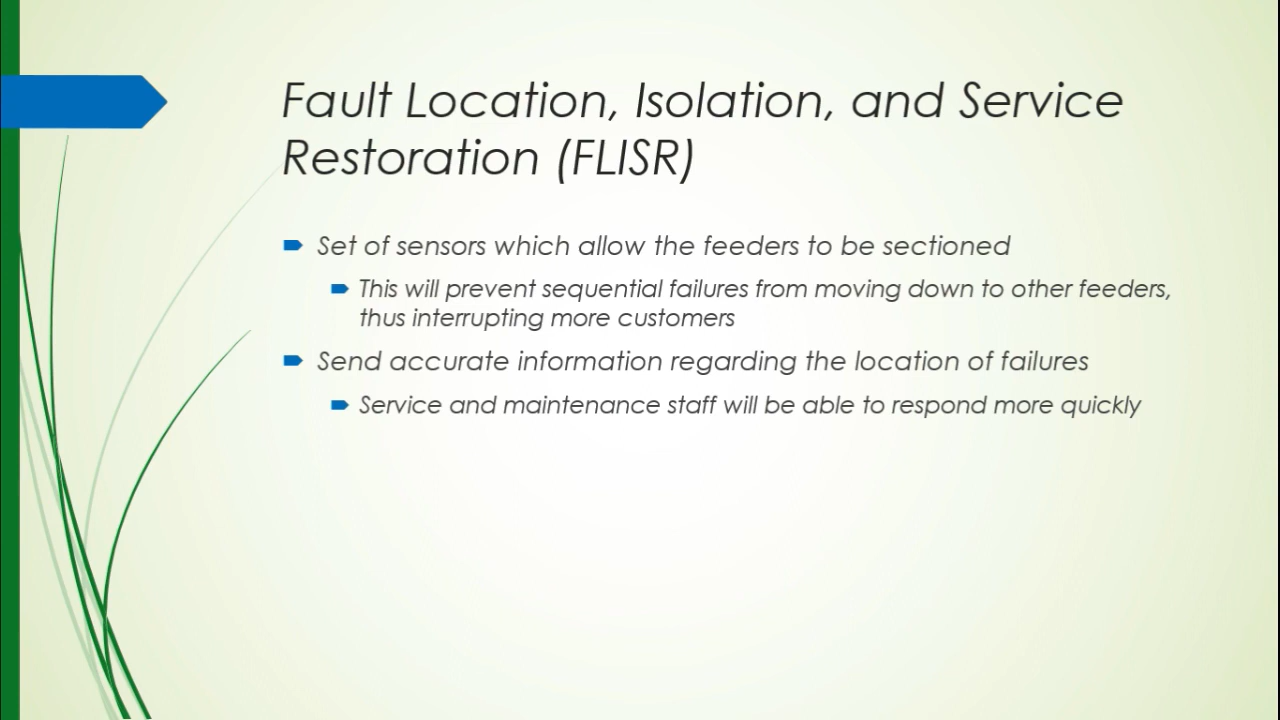 Fault Location, Isolation, and Service
Restoration (FLISR)
Set of sensors which allow the feeders to be sectioned
This will prevent sequential failures from moving down to other feeders,
thus interrupting more customers
Send accurate information regarding the location of failures
Service and maintenance staff will be able to respond more quickly